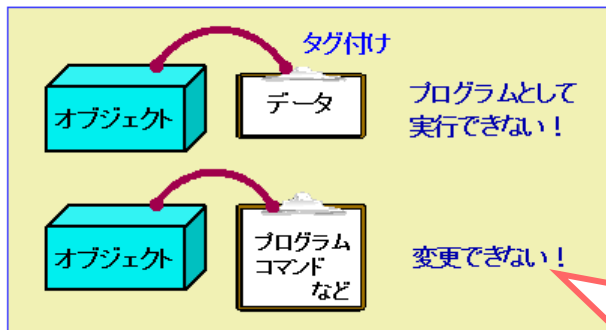 タグ付け
オブジェクト
データ
プログラムとして
実行できない！
オブジェクト
プログラム
コマンド
など
変更できない！